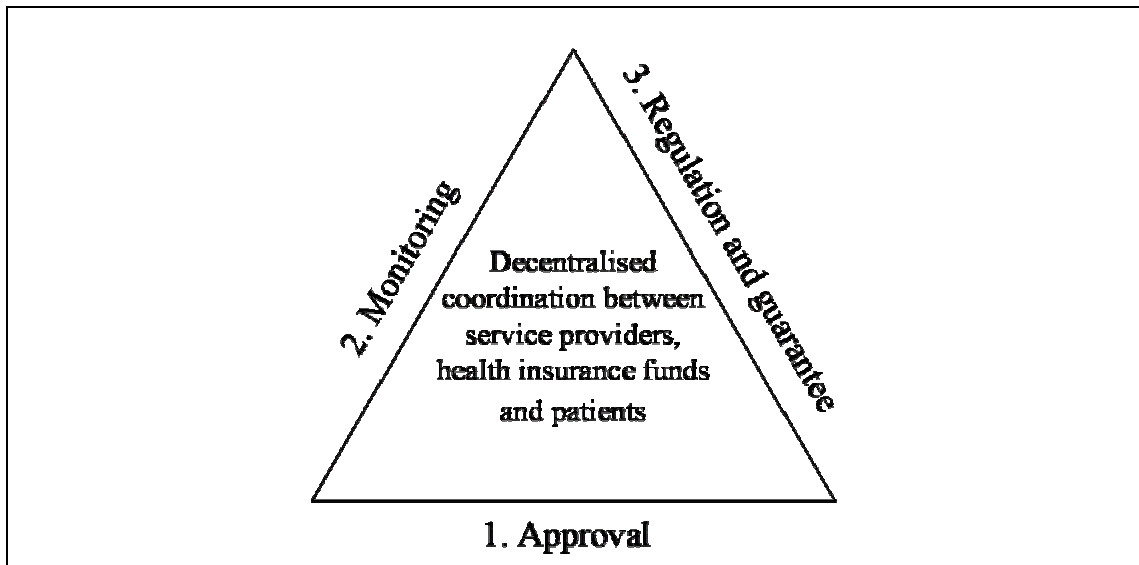 3. Regulation and guarantee
2. Monitoring
Decentralised
coordination between
service providers,
health insurance funds
and patients
1. Approval